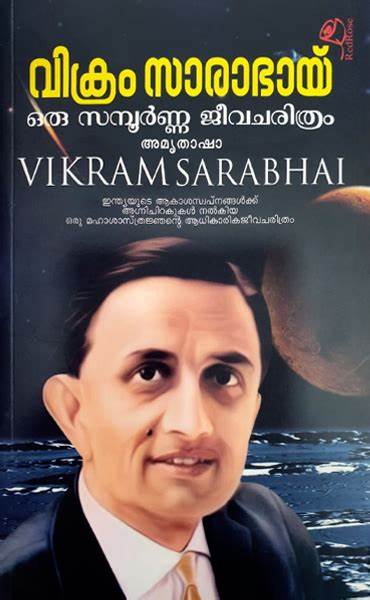 RedRose
വിക്രം സാരാഭായ്
ഒരു സമ്പൂർണ്ണ ജീവചരിത്രം
അമൃതാഷാ
VIKRAM SARABHAI
ഇന്ത്യയുടെ ആകാശസ്വപ്നങ്ങൾക്ക്
അഗ്നിചിറകുകൾ നൽകിയ
ഒരു മഹാശാസ്ത്രജ്ഞന്റെ ആധികാരികജീവചരിത്രം